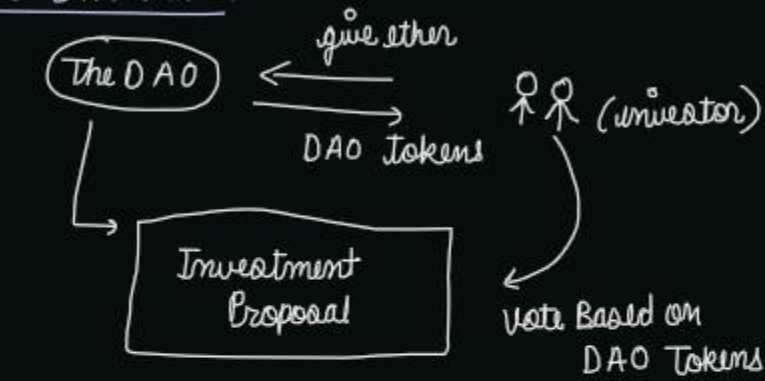 give ether
The DAO
(investor)
DAO Tokens
Investment
Proposal
Vote Based on
DAO Tokens